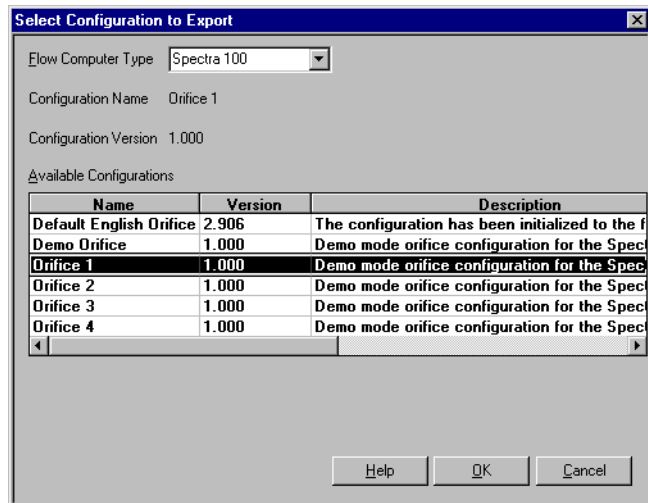 Select Configuration to Export
Flow Computer Type Spectra 100
Configuration Name Orifice 1
Configuration Version 1.000
Available Configurations
Name Version Description
Default English Orifice 2.906 The configuration has been initialized to the f
Demo Orifice 1.000 Demo mode orifice configuration for the Spect
Orifice 1 1.000 Demo mode orifice configuration for the Spec
Orifice 2 1.000 Demo mode orifice configuration for the Spect
Orifice 3 1.000 Demo mode orifice configuration for the Spect
Orifice 4 1.000 Demo mode orifice configuration for the Spect
Help OK Cancel